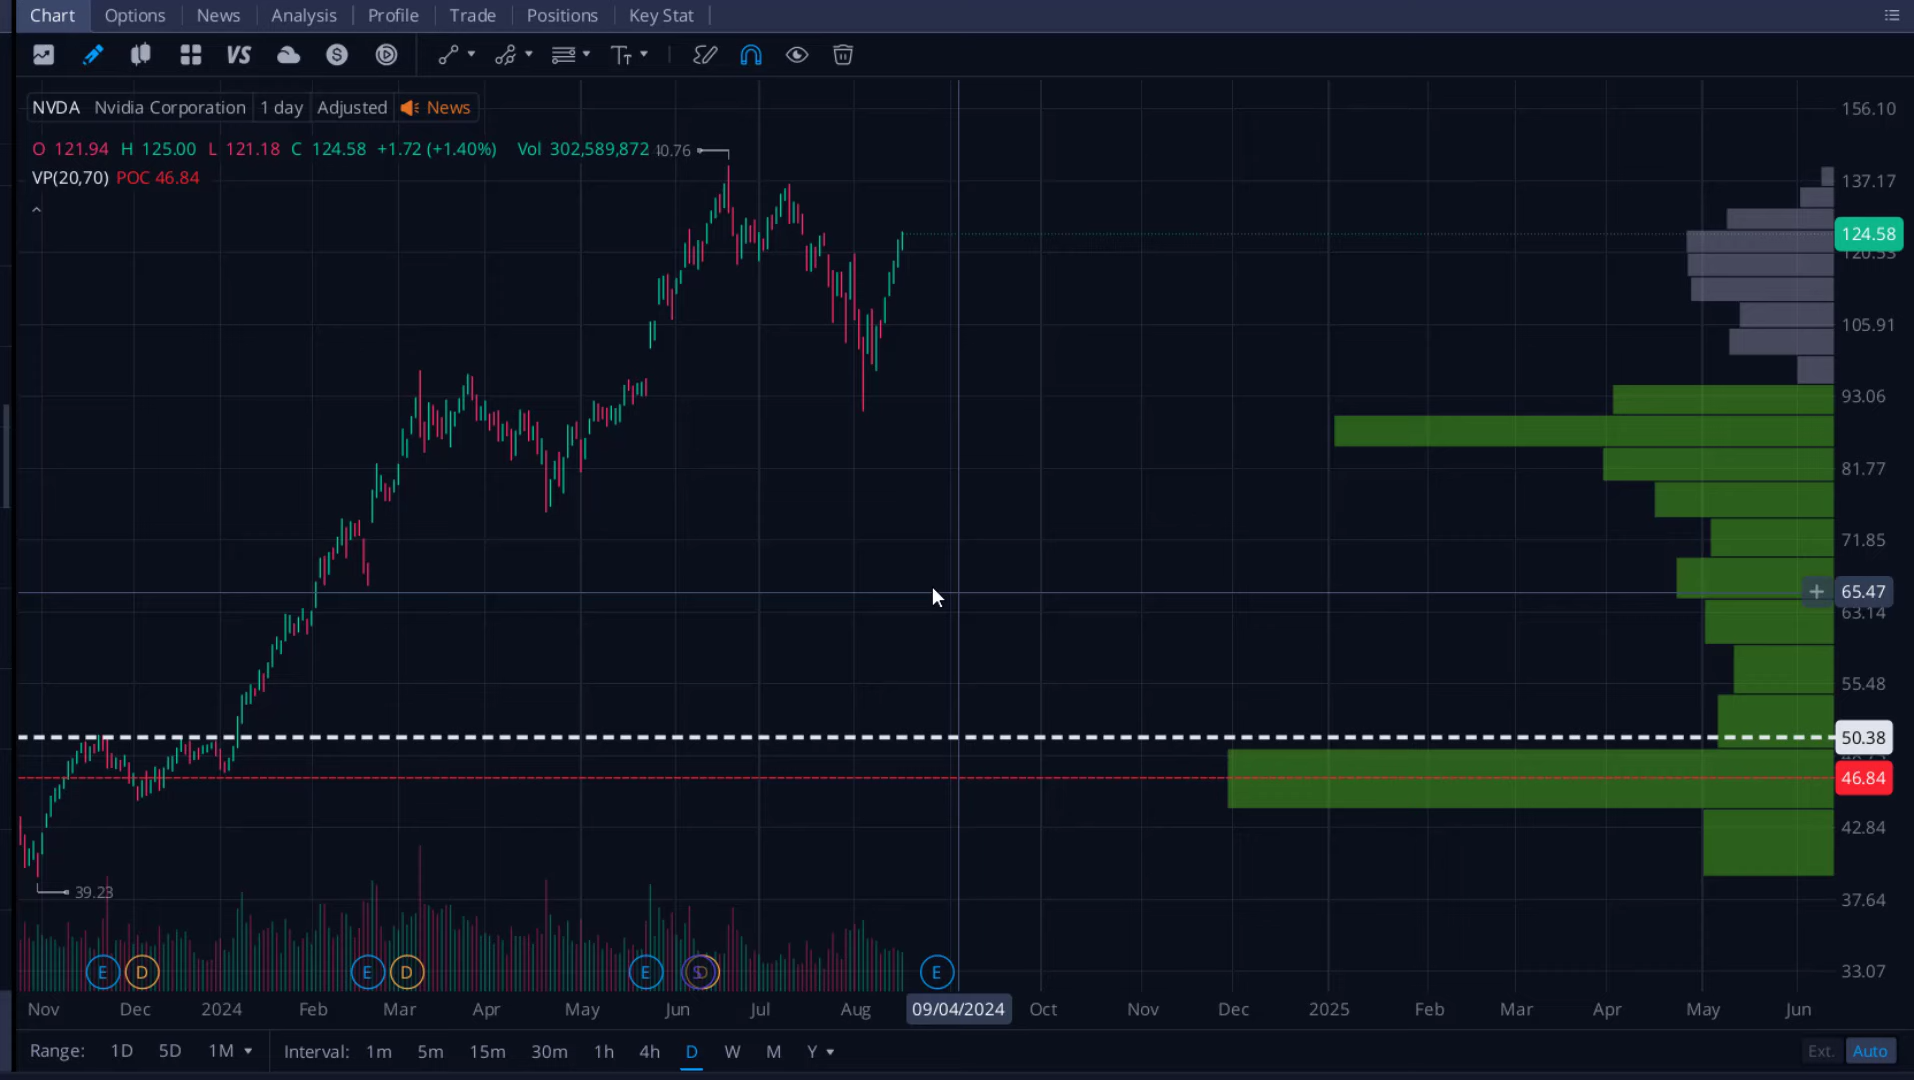 Chart Options News Analysis Profile Trade Positions Key Stat
VS S T
NVDA Nvidia Corporation 1 day Adjusted News
O 121.94 H 125.00 L 121.18 C 124.58 +1.72 (+1.40%) Vol 302,589,872 40.76
VP(20,70) POC 46.84
156.10
137.17
124.58
105.91
93.06
81.77
71.85
65.47
63.14
55.48
50.38
46.84
42.84
39.23
37.64
33.07
E D E D E S D E
Nov Dec 2024 Feb Mar Apr May Jun Jul Aug 09/04/2024 Oct Nov Dec 2025 Feb Mar Apr May Jun
Range: 1D 5D 1M Interval: 1m 5m 15m 30m 1h 4h D W M Y Ext. Auto